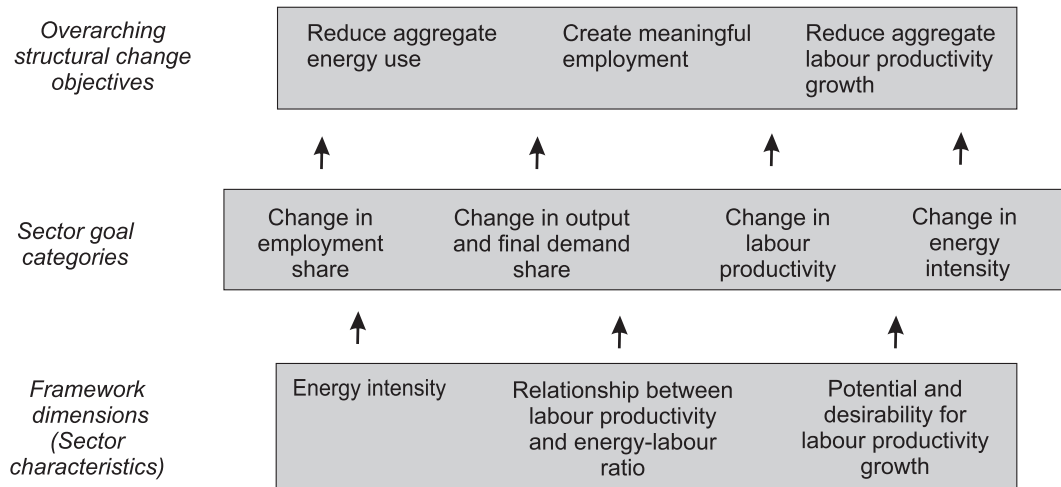 Overarching
structural change
objectives
Reduce aggregate
energy use
Create meaningful
employment
Reduce aggregate
labour productivity
growth
Sector goal
categories
Change in
employment
share
Change in output
and final demand
share
Change in
labour
productivity
Change in
energy
intensity
Framework
dimensions
(Sector
characteristics)
Energy intensity
Relationship between
labour productivity
and energy-labour
ratio
Potential and
desirability for
labour productivity
growth